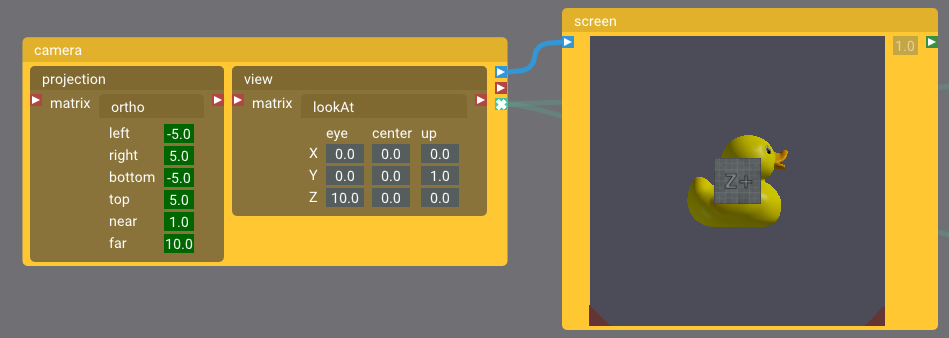 camera
projection
matrix ortho
left -5.0
right 5.0
bottom -5.0
top 5.0
near 1.0
far 10.0
view
matrix lookAt
eye center up
X 0.0 0.0 0.0
Y 0.0 0.0 1.0
Z 10.0 0.0 0.0
screen
1.0
Z+